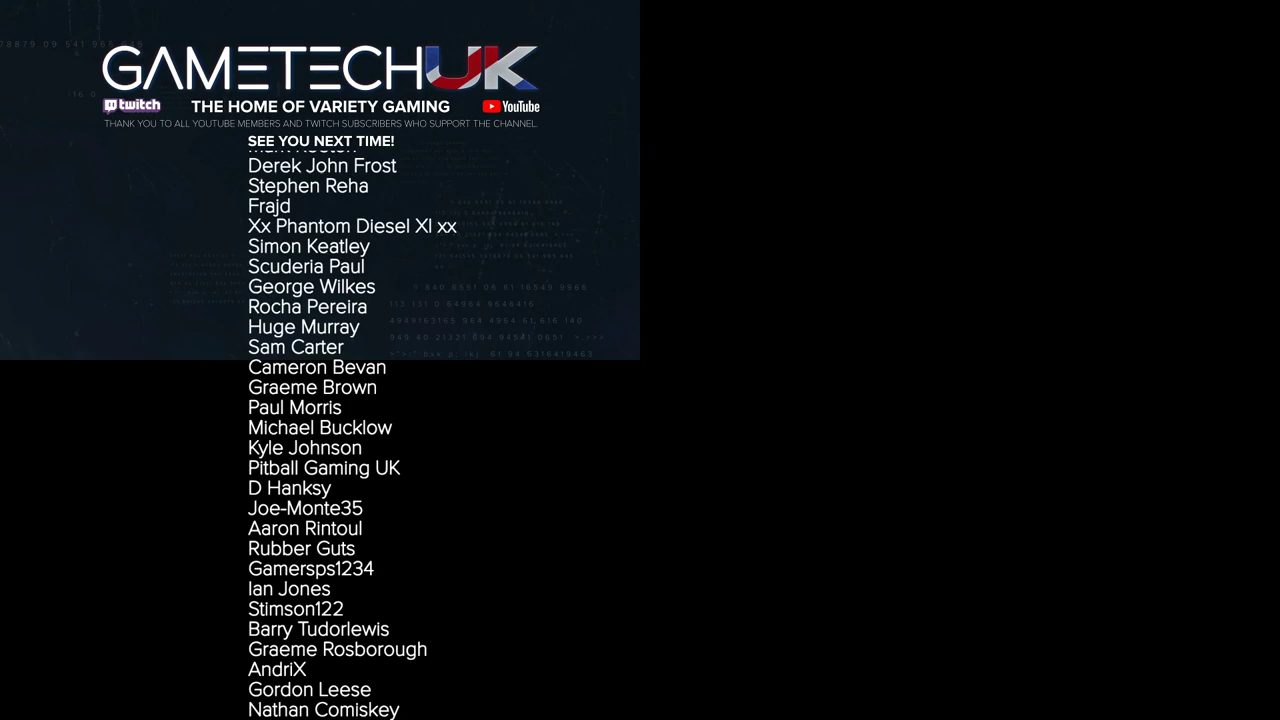 GAMETECHUK
twitch
THE HOME OF VARIETY GAMING
YouTube
THANK YOU TO ALL YOUTUBE MEMBERS AND TWITCH SUBSCRIBERS WHO SUPPORT THE CHANNEL.
SEE YOU NEXT TIME!
Derek John Frost
Stephen Reha
Frajd
Xx Phantom Diesel XI xx
Simon Keatley
Scuderia Paul
George Wilkes
Rocha Pereira
Huge Murray
Sam Carter
Cameron Bevan
Graeme Brown
Paul Morris
Michael Bucklow
Kyle Johnson
Pitball Gaming UK
D Hanksy
Joe-Monte35
Aaron Rintoul
Rubber Guts
Gamersps1234
Ian Jones
Stimson122
Barry Tudorlewis
Graeme Rosborough
AndriX
Gordon Leese
Nathan Comiskey